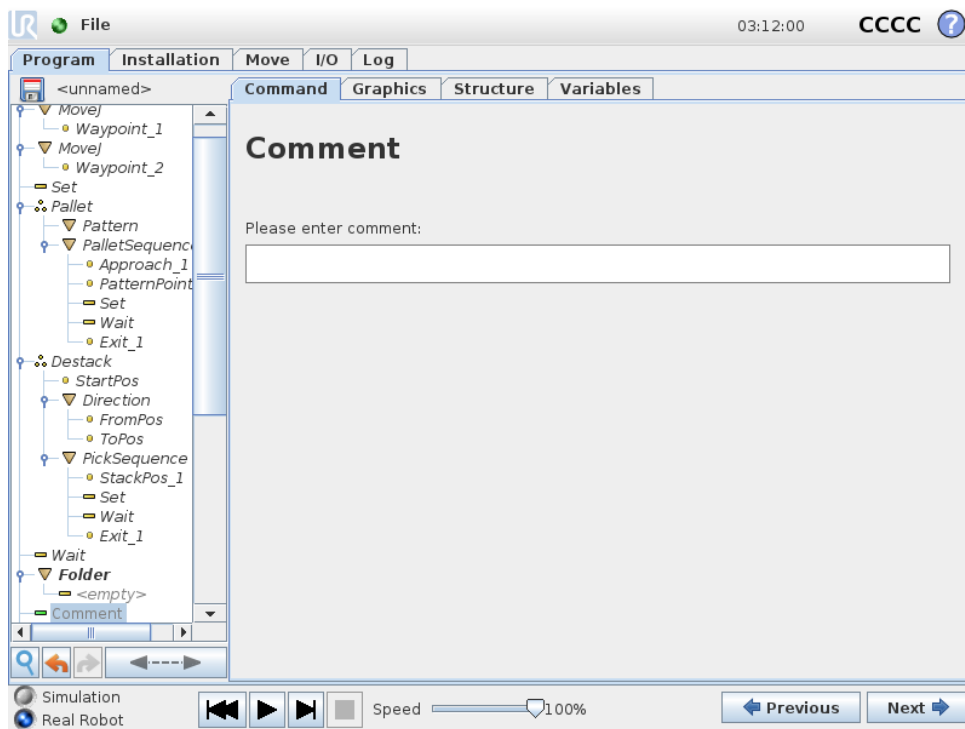 UR File 03:12:00 CCCC ?
Program Installation Move I/O Log
<unnamed> Command Graphics Structure Variables
MoveJ
Waypoint_1
MoveJ
Waypoint_2
Set
Pallet
Pattern
PalletSequenc
Approach_1
PatternPoint
Set
Wait
Exit_1
Destack
StartPos
Direction
FromPos
ToPos
PickSequence
StackPos_1
Set
Wait
Exit_1
Wait
Folder
<empty>
Comment
Comment
Please enter comment:
Simulation
Real Robot
Speed 100%
Previous Next